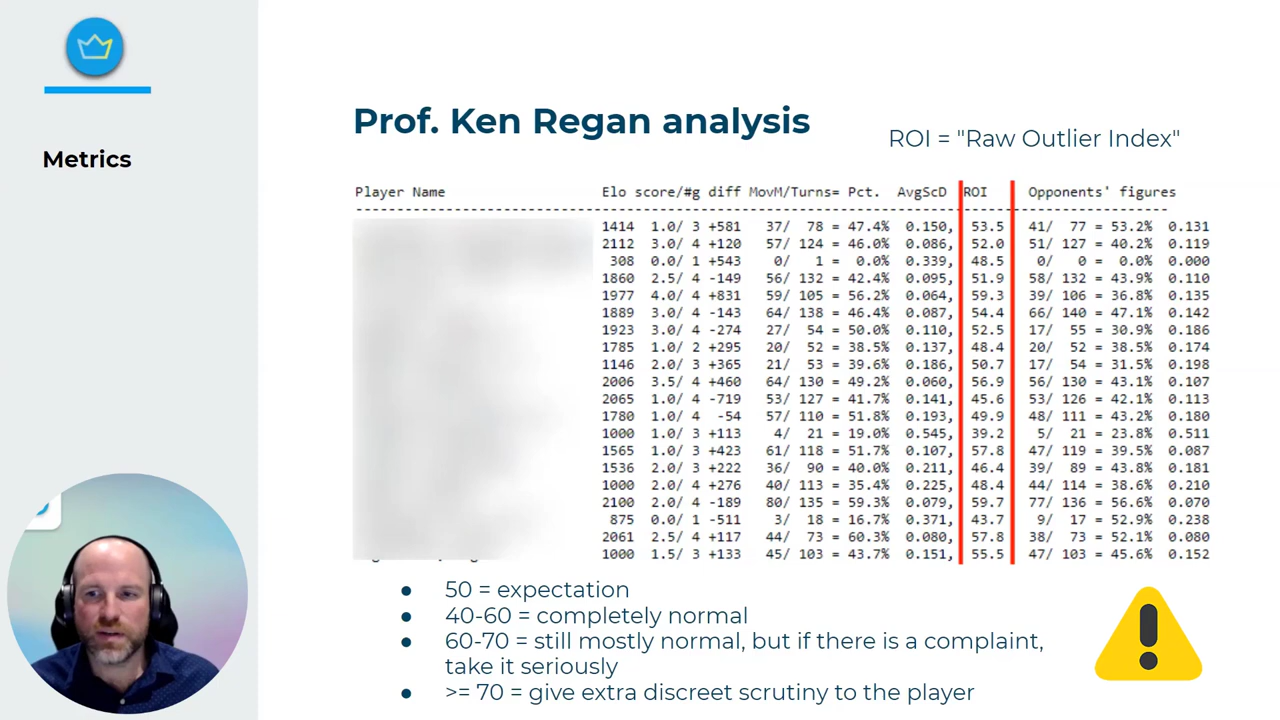 Metrics
Prof. Ken Regan analysis
ROI = "Raw Outlier Index"
Player Name Elo score/#g diff MovM/Turns= Pct. AvgScD ROI Opponents' figures
1414 1.0/ 3 +581 37/ 78 = 47.4% 0.150, 53.5 41/ 77 = 53.2% 0.131
2112 3.0/ 4 +120 57/ 124 = 46.0% 0.086, 52.0 51/ 127 = 40.2% 0.119
308 0.0/ 1 +543 0/ 1 = 0.0% 0.339, 48.5 0/ 0 = 0.0% 0.000
1860 2.5/ 4 -149 56/ 132 = 42.4% 0.095, 51.9 58/ 132 = 43.9% 0.110
1977 4.0/ 4 +831 59/ 105 = 56.2% 0.064, 59.3 39/ 106 = 36.8% 0.135
1889 3.0/ 4 -143 64/ 138 = 46.4% 0.087, 54.4 66/ 140 = 47.1% 0.142
1923 3.0/ 4 -274 27/ 54 = 50.0% 0.110, 52.5 17/ 55 = 30.9% 0.186
1785 1.0/ 2 +295 20/ 52 = 38.5% 0.137, 48.4 20/ 52 = 38.5% 0.174
1146 2.0/ 3 +365 21/ 53 = 39.6% 0.186, 50.7 17/ 54 = 31.5% 0.198
2006 3.5/ 4 +460 64/ 130 = 49.2% 0.060, 56.9 56/ 130 = 43.1% 0.107
2065 1.0/ 4 -719 53/ 127 = 41.7% 0.141, 45.6 53/ 126 = 42.1% 0.113
1780 1.0/ 4 -54 57/ 110 = 51.8% 0.193, 49.9 48/ 111 = 43.2% 0.180
1000 1.0/ 3 +113 4/ 21 = 19.0% 0.545, 39.2 5/ 21 = 23.8% 0.511
1565 1.0/ 3 +423 61/ 118 = 51.7% 0.107, 57.8 47/ 119 = 39.5% 0.087
1536 2.0/ 3 +222 36/ 90 = 40.0% 0.211, 46.4 39/ 89 = 43.8% 0.181
1000 2.0/ 4 +276 40/ 113 = 35.4% 0.225, 48.4 44/ 114 = 38.6% 0.210
2100 2.0/ 4 -189 80/ 135 = 59.3% 0.079, 59.7 77/ 136 = 56.6% 0.070
875 0.0/ 1 -511 3/ 18 = 16.7% 0.371, 43.7 9/ 17 = 52.9% 0.238
2061 2.5/ 4 +117 44/ 73 = 60.3% 0.080, 57.8 38/ 73 = 52.1% 0.080
1000 1.5/ 3 +133 45/ 103 = 43.7% 0.151, 55.5 47/ 103 = 45.6% 0.152
● 50 = expectation
● 40-60 = completely normal
● 60-70 = still mostly normal, but if there is a complaint,
take it seriously
● >= 70 = give extra discreet scrutiny to the player